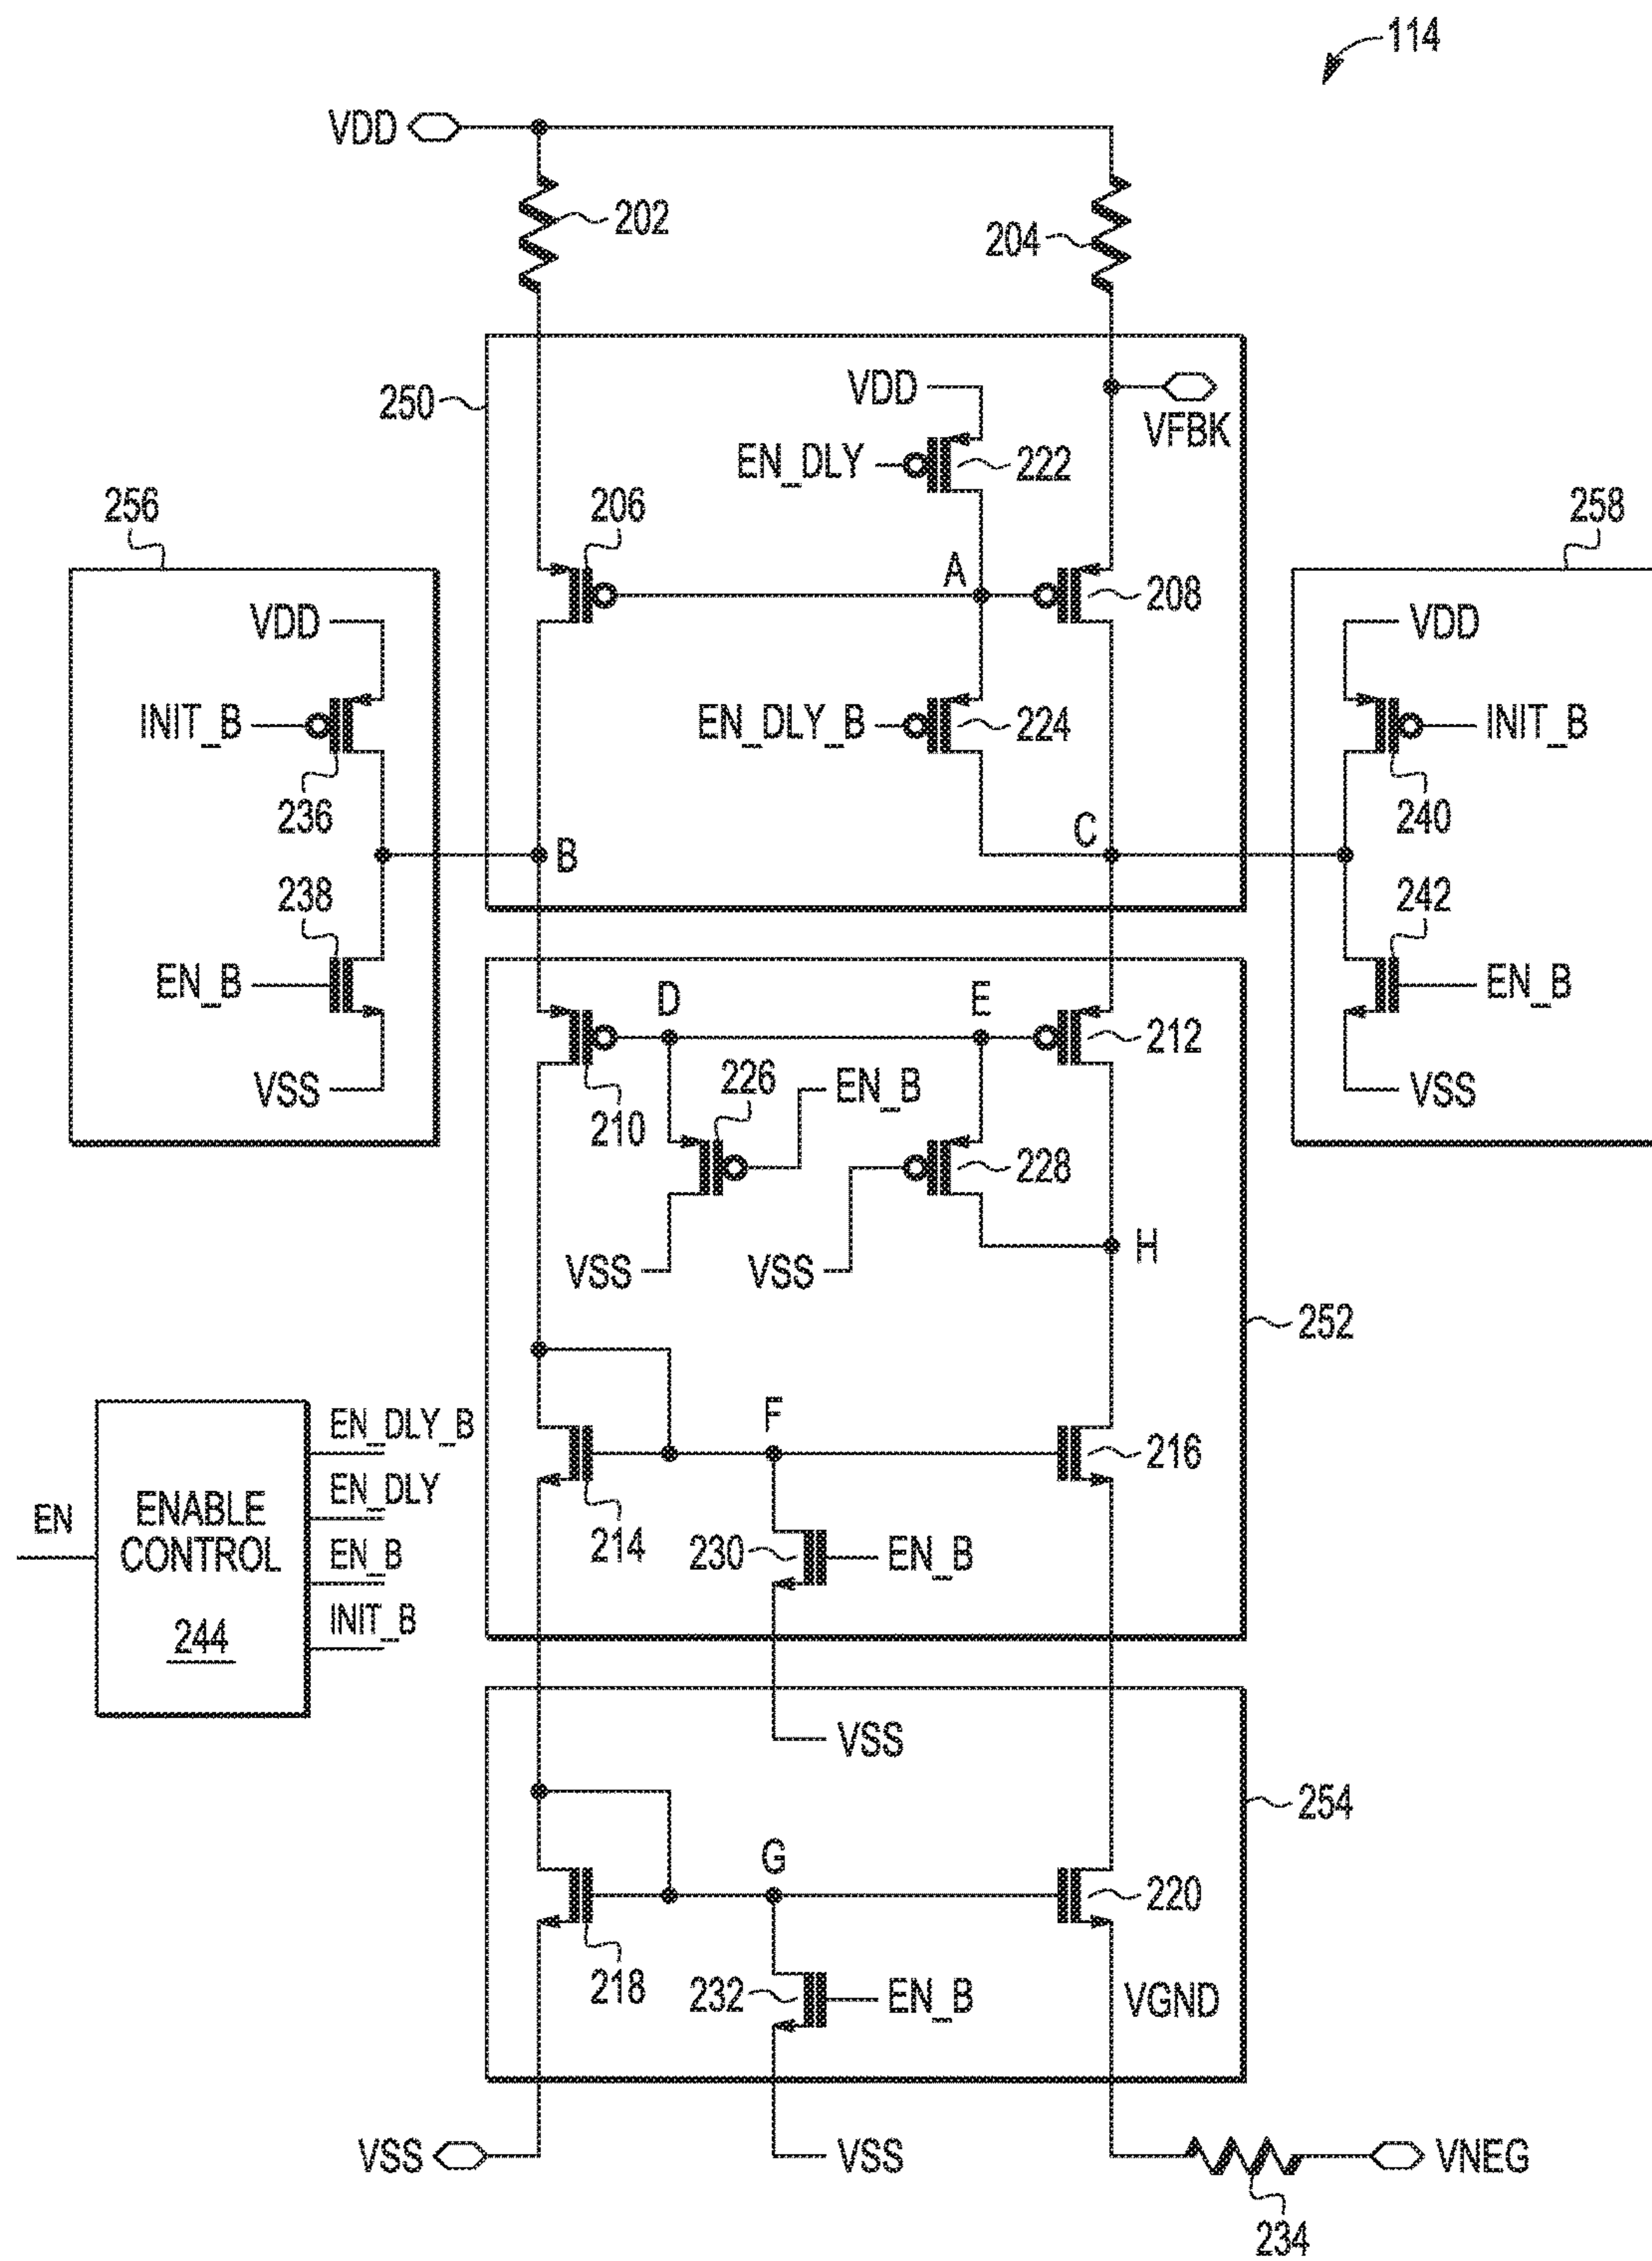 114
VDD
202
204
250
VDD
VFBK
EN_DLY
222
256
206
258
A
208
VDD
VDD
INIT_B
EN_DLY_B
224
INIT_B
236
240
C
B
238
242
EN_B
EN_B
D
E
212
226
EN_B
VSS
VSS
210
228
VSS
VSS
H
252
F
EN_DLY_B
216
EN_DLY
EN
ENABLE
CONTROL
244
EN_B
INIT_B
214
230
EN_B
VSS
254
G
220
218
232
EN_B
VGND
VSS
VSS
VNEG
234